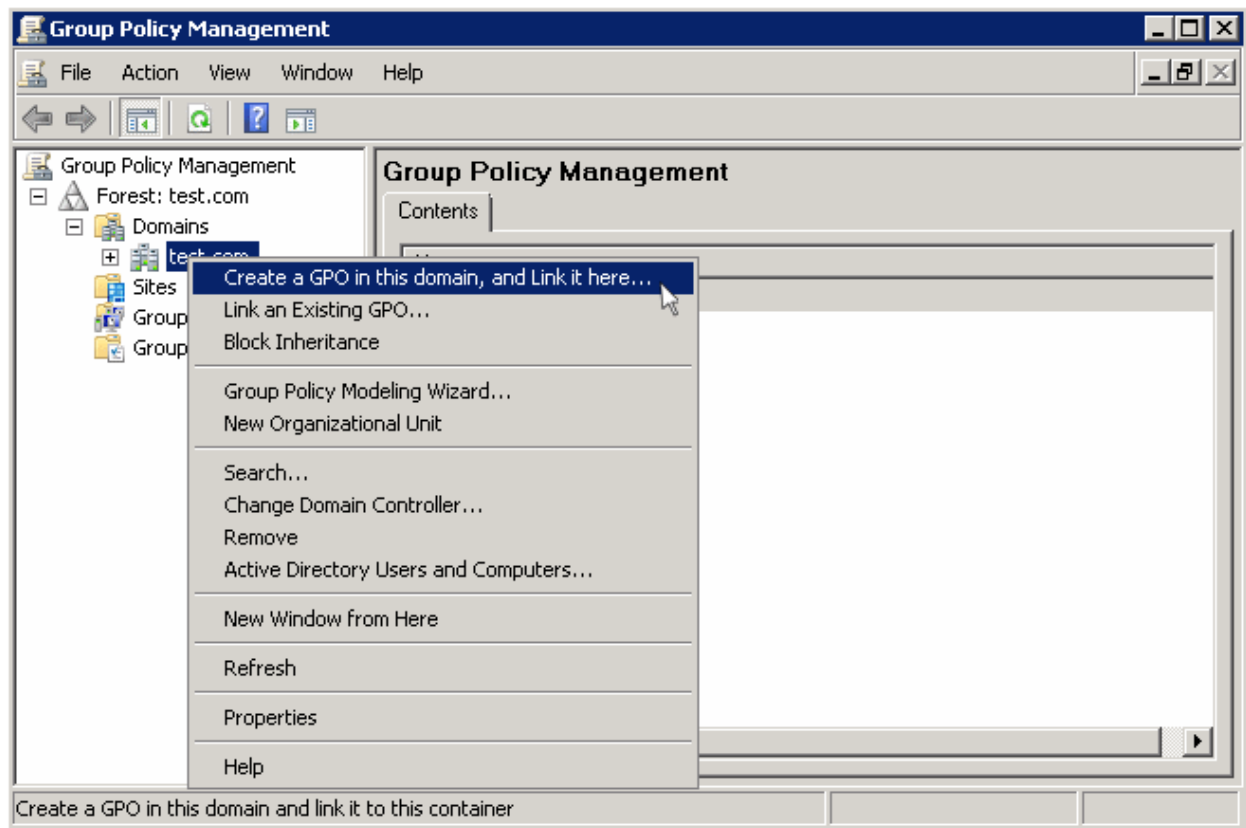 Group Policy Management
File Action View Window Help
Group Policy Management
Forest: test.com
Domains
test.com
Sites
Group
Group
Group Policy Management
Contents
Create a GPO in this domain, and Link it here...
Link an Existing GPO...
Block Inheritance
Group Policy Modeling Wizard...
New Organizational Unit
Search...
Change Domain Controller...
Remove
Active Directory Users and Computers...
New Window from Here
Refresh
Properties
Help
Create a GPO in this domain and link it to this container